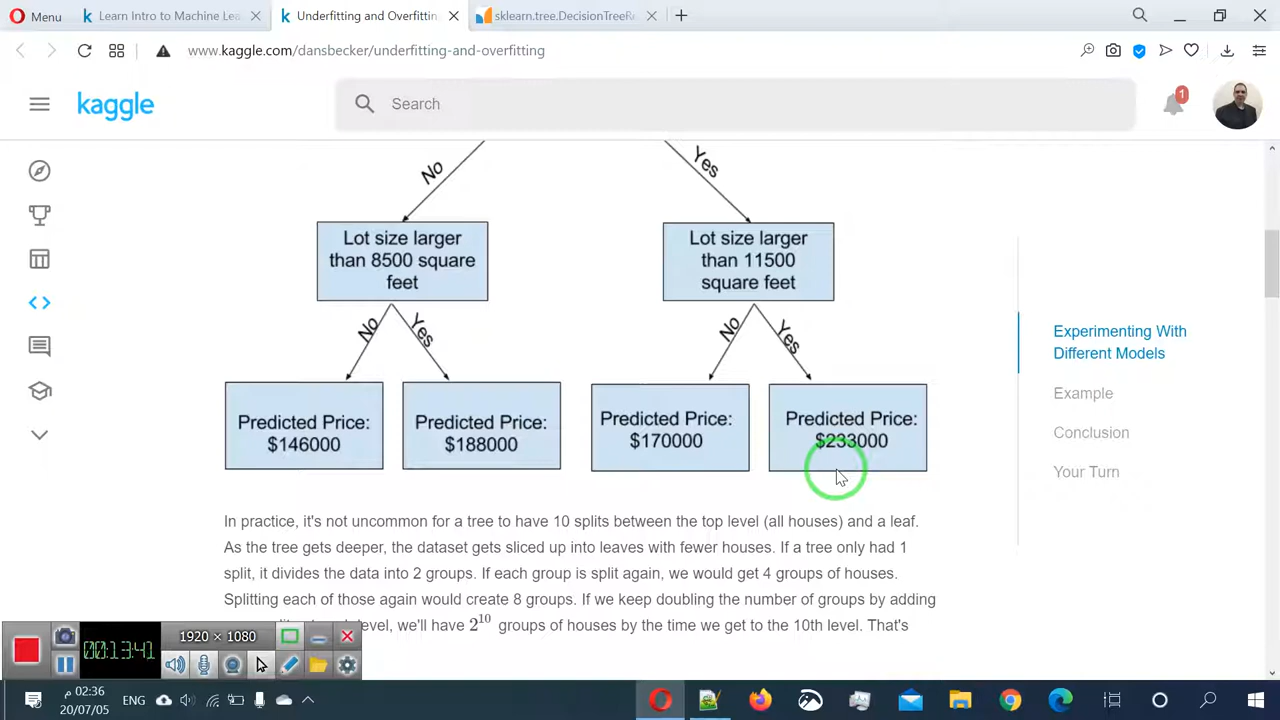 Menu
Learn Intro to Machine Lea
Underfitting and Overfittin
sklearn.tree.DecisionTreeRe
www.kaggle.com/dansbecker/underfitting-and-overfitting
kaggle
Search
1
No
Yes
Lot size larger
than 8500 square
feet
Lot size larger
than 11500
square feet
No
Yes
No
Yes
Predicted Price:
$146000
Predicted Price:
$188000
Predicted Price:
$170000
Predicted Price:
$233000
Experimenting With
Different Models
Example
Conclusion
Your Turn
In practice, it's not uncommon for a tree to have 10 splits between the top level (all houses) and a leaf.
As the tree gets deeper, the dataset gets sliced up into leaves with fewer houses. If a tree only had 1
split, it divides the data into 2 groups. If each group is split again, we would get 4 groups of houses.
Splitting each of those again would create 8 groups. If we keep doubling the number of groups by adding
level, we'll have 2^10 groups of houses by the time we get to the 10th level. That's
1920 × 1080
00:13:41
ENG
02:36 م
20/07/05